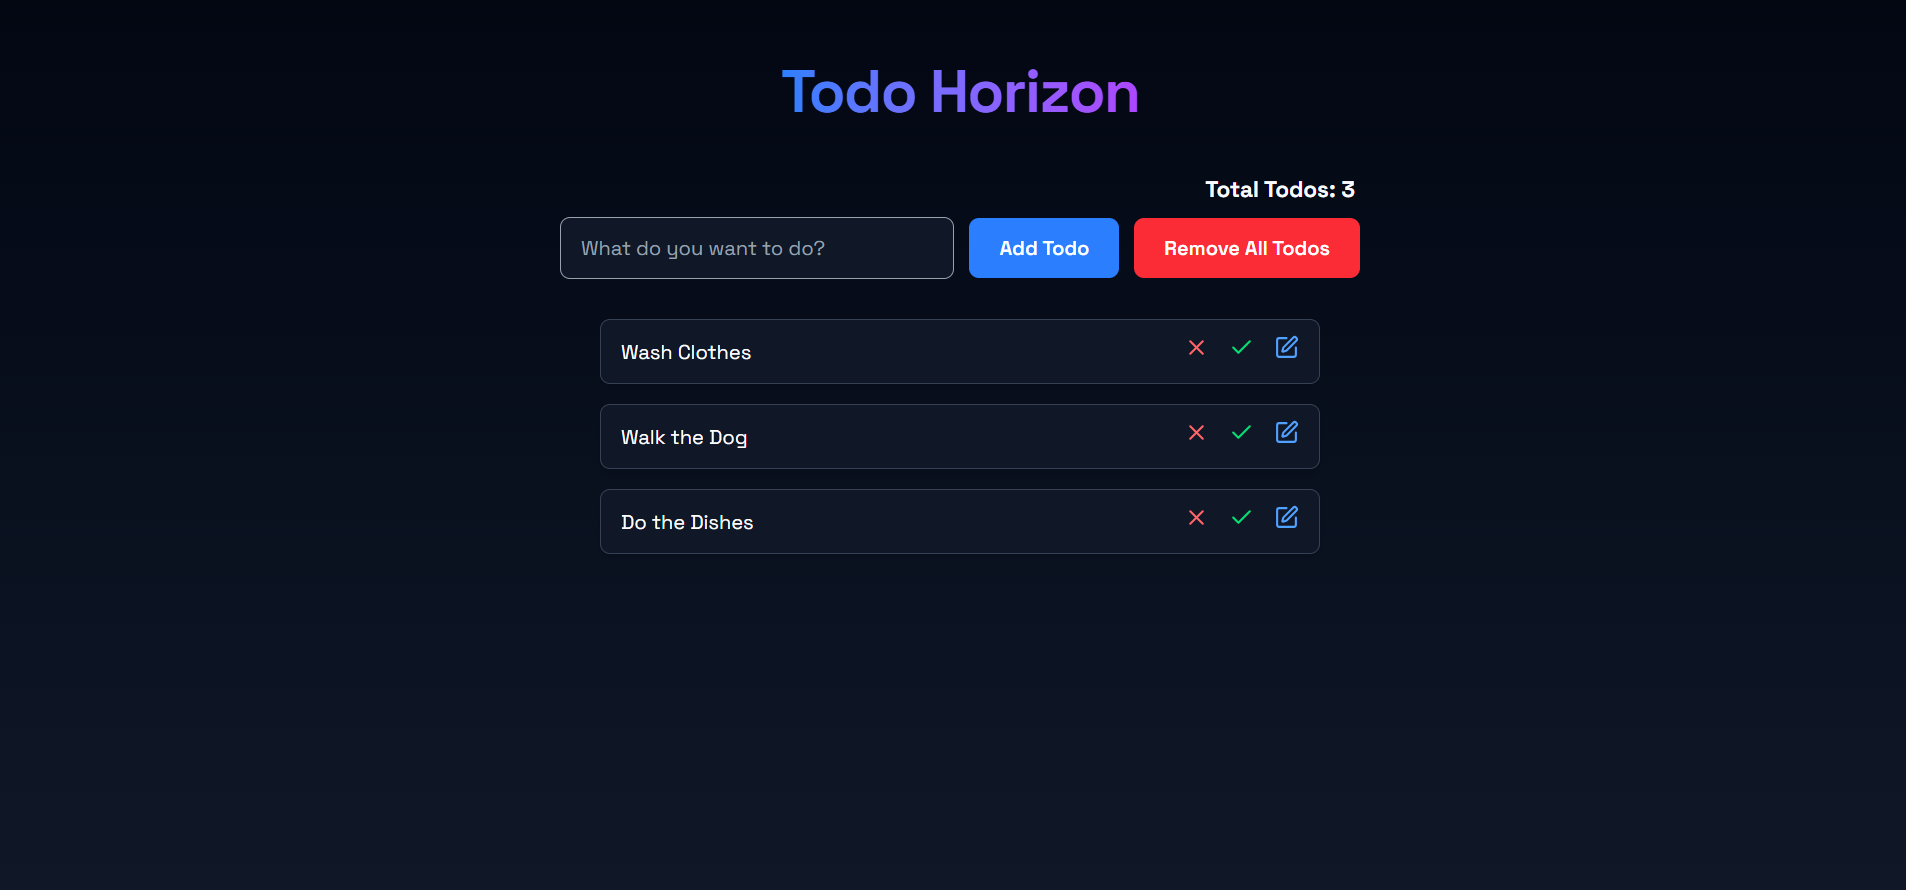 Todo Horizon
Total Todos: 3
What do you want to do?
Add Todo
Remove All Todos
Wash Clothes
Walk the Dog
Do the Dishes